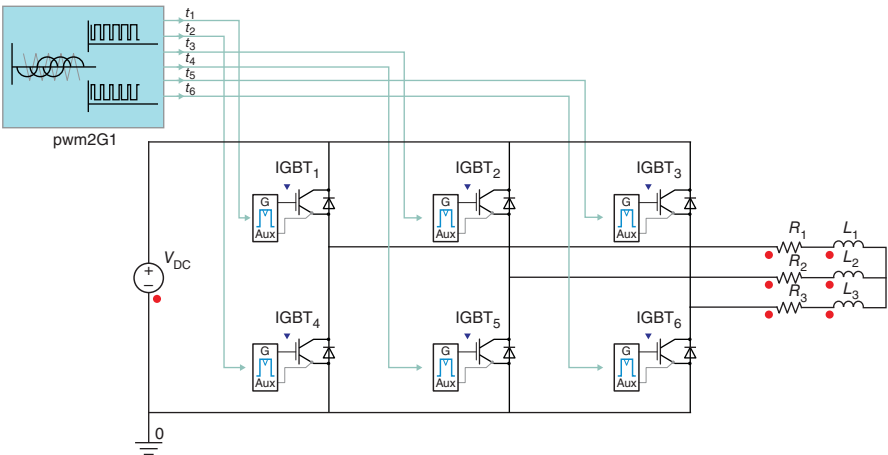 t1
t2
t3
t4
t5
t6
pwm2G1
IGBT1
IGBT2
IGBT3
G
Aux
G
Aux
G
Aux
R1
L1
R2
L2
R3
L3
VDC
+
−
IGBT4
IGBT5
IGBT6
G
Aux
G
Aux
G
Aux
0